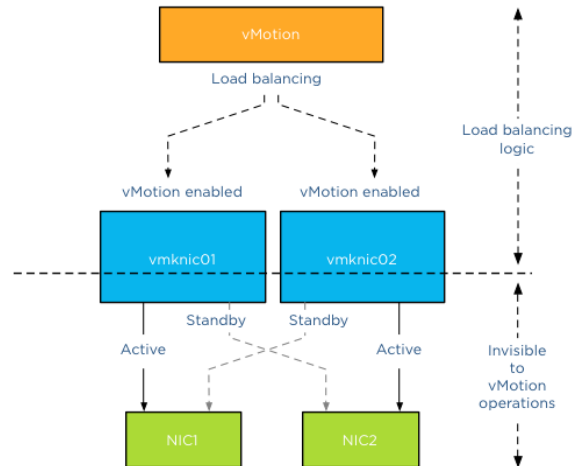 vMotion
Load balancing
Load balancing
logic
vMotion enabled
vMotion enabled
vmknic01
vmknic02
Standby
Standby
Active
Active
Invisible
to
vMotion
operations
NIC1
NIC2